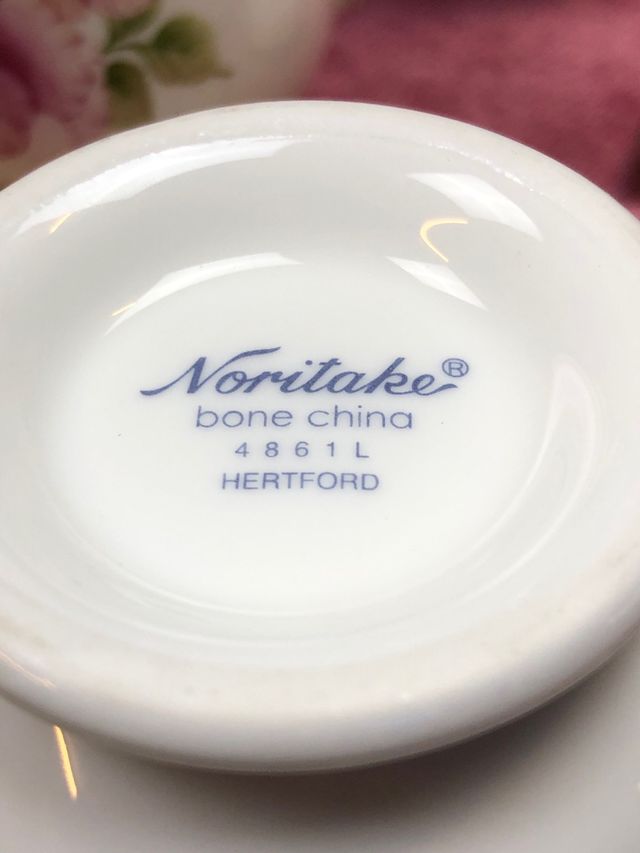 Noritake®
bone china
4861L
HERTFORD